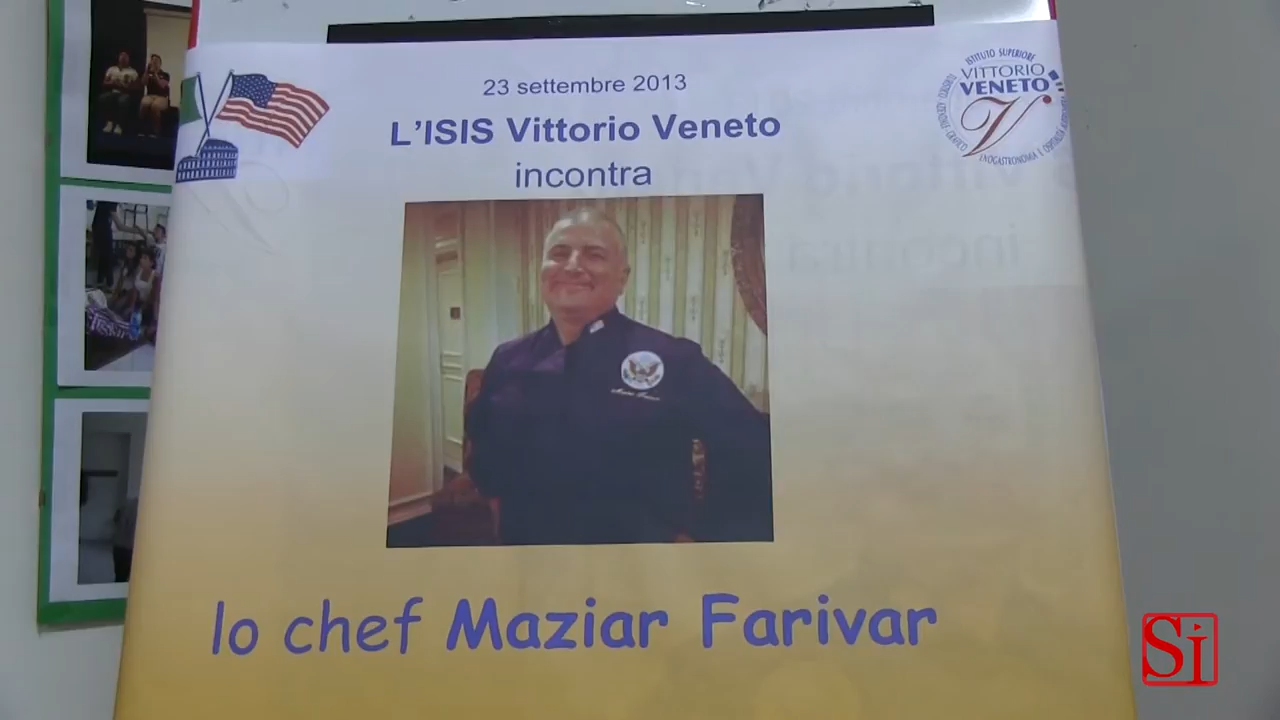 23 settembre 2013
L'ISIS Vittorio Veneto
incontra
ISTITUTO SUPERIORE
VITTORIO
VENETO
V
lo chef Maziar Farivar
Si